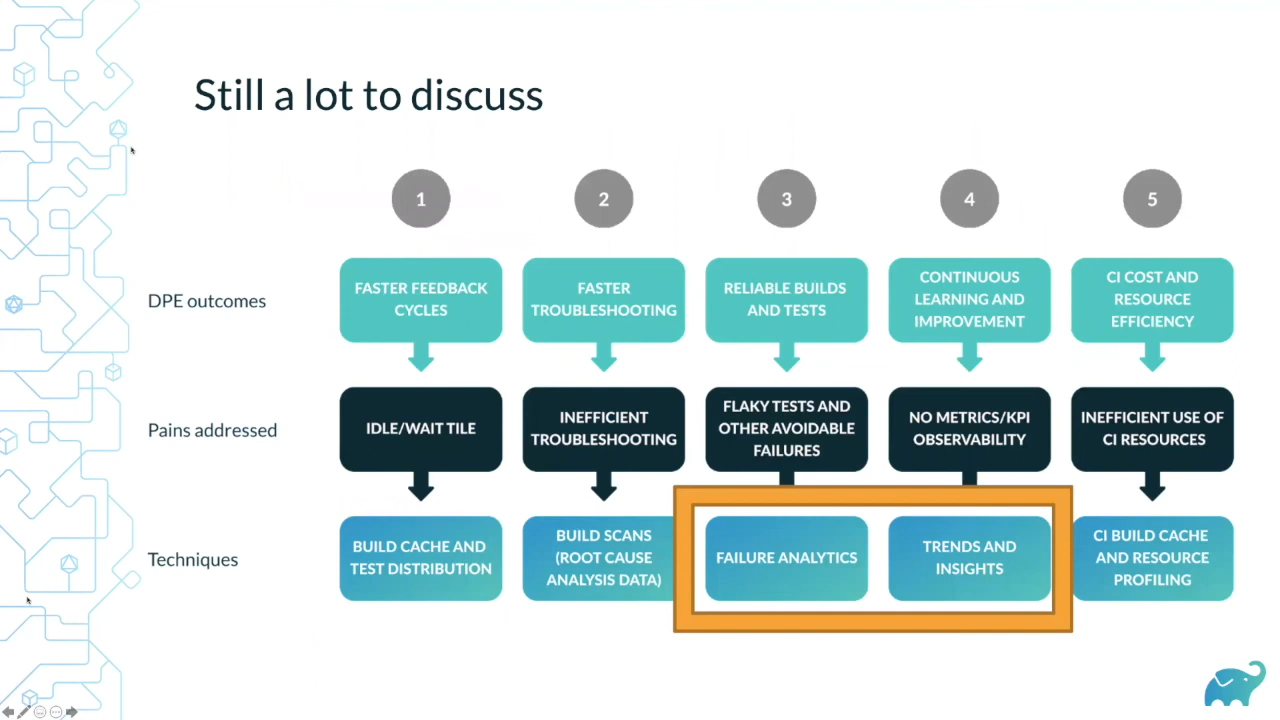 Still a lot to discuss
1
2
3
4
5
DPE outcomes
FASTER FEEDBACK
CYCLES
FASTER
TROUBLESHOOTING
RELIABLE BUILDS
AND TESTS
CONTINUOUS
LEARNING AND
IMPROVEMENT
CI COST AND
RESOURCE
EFFICIENCY
Pains addressed
IDLE/WAIT TILE
INEFFICIENT
TROUBLESHOOTING
FLAKY TESTS AND
OTHER AVOIDABLE
FAILURES
NO METRICS/KPI
OBSERVABILITY
INEFFICIENT USE OF
CI RESOURCES
Techniques
BUILD CACHE AND
TEST DISTRIBUTION
BUILD SCANS
(ROOT CAUSE
ANALYSIS DATA)
FAILURE ANALYTICS
TRENDS AND
INSIGHTS
CI BUILD CACHE
AND RESOURCE
PROFILING